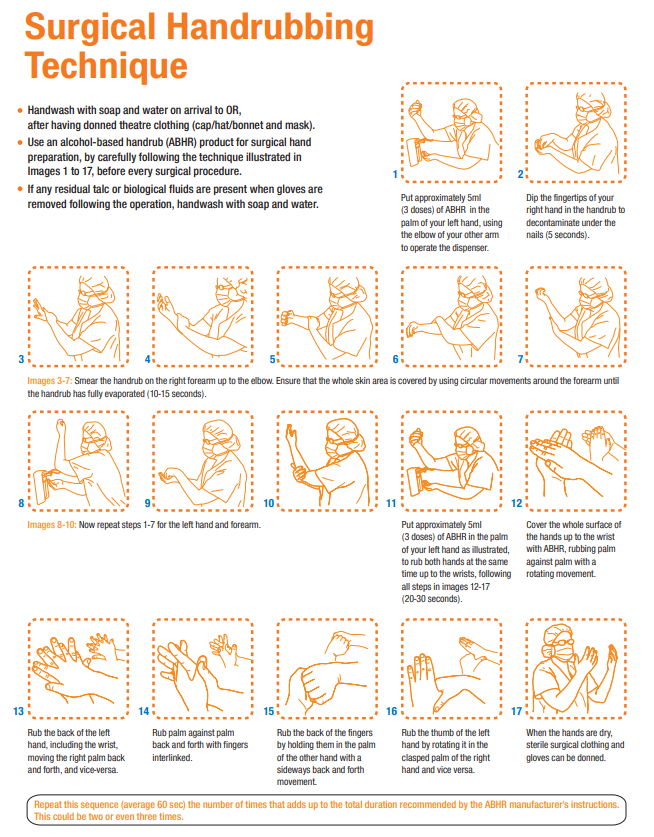 Surgical Handrubbing
Technique
• Handwash with soap and water on arrival to OR,
after having donned theatre clothing (cap/hat/bonnet and mask).
• Use an alcohol-based handrub (ABHR) product for surgical hand
preparation, by carefully following the technique illustrated in
Images 1 to 17, before every surgical procedure.
• If any residual talc or biological fluids are present when gloves are
removed following the operation, handwash with soap and water.
1
Put approximately 5ml
(3 doses) of ABHR in the
palm of your left hand, using
the elbow of your other arm
to operate the dispenser.
2
Dip the fingertips of your
right hand in the handrub to
decontaminate under the
nails (5 seconds).
3
4
5
6
7
Images 3-7: Smear the handrub on the right forearm up to the elbow. Ensure that the whole skin area is covered by using circular movements around the forearm until
the handrub has fully evaporated (10-15 seconds).
8
9
10
Images 8-10: Now repeat steps 1-7 for the left hand and forearm.
11
Put approximately 5ml
(3 doses) of ABHR in the palm
of your left hand as illustrated,
to rub both hands at the same
time up to the wrists, following
all steps in images 12-17
(20-30 seconds).
12
Cover the whole surface of
the hands up to the wrist
with ABHR, rubbing palm
against palm with a
rotating movement.
13
Rub the back of the left
hand, including the wrist,
moving the right palm back
and forth, and vice-versa.
14
Rub palm against palm
back and forth with fingers
interlinked.
15
Rub the back of the fingers
by holding them in the palm
of the other hand with a
sideways back and forth
movement.
16
Rub the thumb of the left
hand by rotating it in the
clasped palm of the right
hand and vice versa.
17
When the hands are dry,
sterile surgical clothing and
gloves can be donned.
Repeat this sequence (average 60 sec) the number of times that adds up to the total duration recommended by the ABHR manufacturer's instructions.
This could be two or even three times.